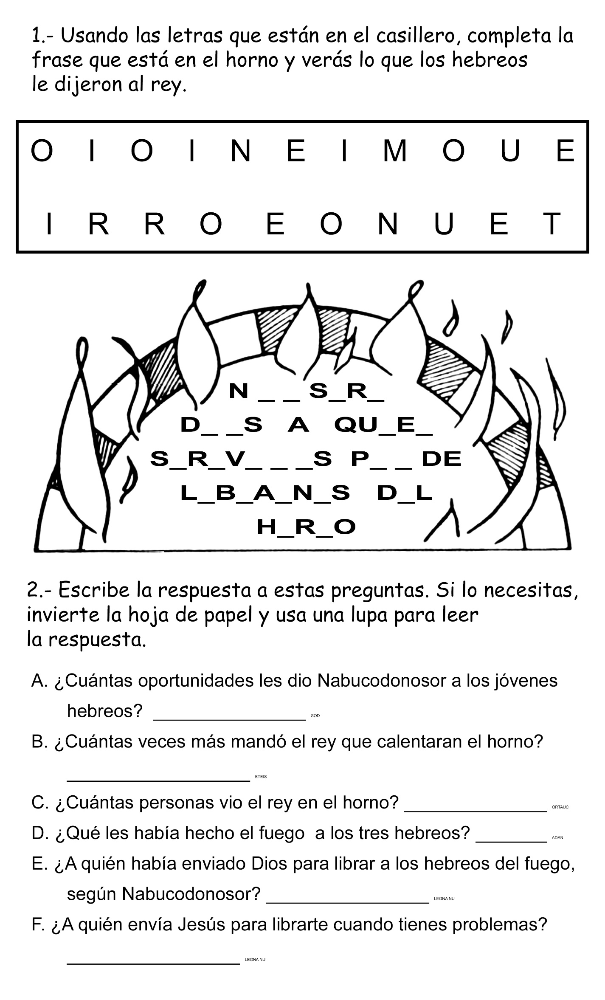 1.- Usando las letras que están en el casillero, completa la
frase que está en el horno y verás lo que los hebreos
le dijeron al rey.
O I O I N E I M O U E
I R R O E O N U E T
N _ _ S_R_
D_ _S A QU_E_
S_R_V_ _ _S P_ _ DE
L_B_A_N_S D_L
H_R_O
2.- Escribe la respuesta a estas preguntas. Si lo necesitas,
invierte la hoja de papel y usa una lupa para leer
la respuesta.
A. ¿Cuántas oportunidades les dio Nabucodonosor a los jóvenes
hebreos? _______________ SOD
B. ¿Cuántas veces más mandó el rey que calentaran el horno?
__________________ ETEIS
C. ¿Cuántas personas vio el rey en el horno? ______________ ORTAUC
D. ¿Qué les había hecho el fuego a los tres hebreos? _______ ADAN
E. ¿A quién había enviado Dios para librar a los hebreos del fuego,
según Nabucodonosor? ________________ LEGNA NU
F. ¿A quién envía Jesús para librarte cuando tienes problemas?
_________________ LEGNA NU